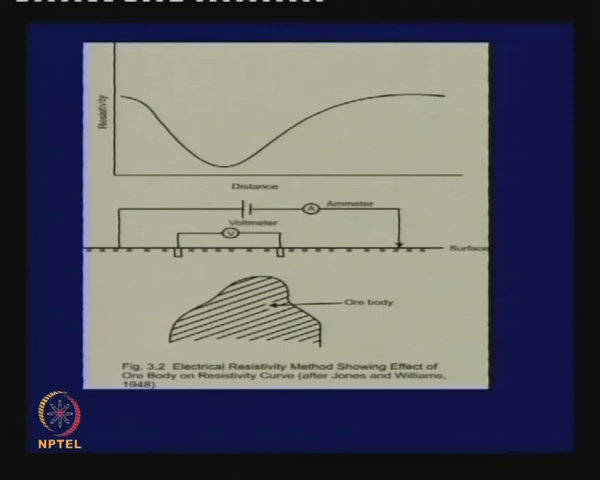 Resistivity
Distance
A
Ammeter
Voltmeter
V
Surface
Ore body
Fig. 3.2 Electrical Resistivity Method Showing Effect of
Ore Body on Resistivity Curve (after Jones and Williams,
1948).
NPTEL